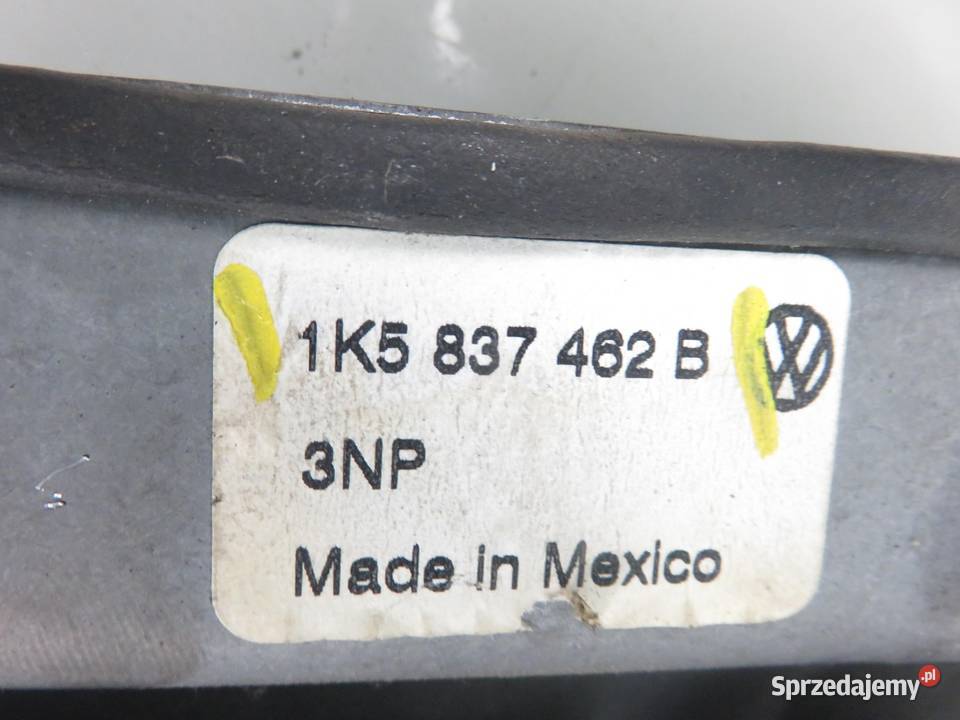 1K5 837 462 B
3NP
Made in Mexico
Sprzedajemy.pl